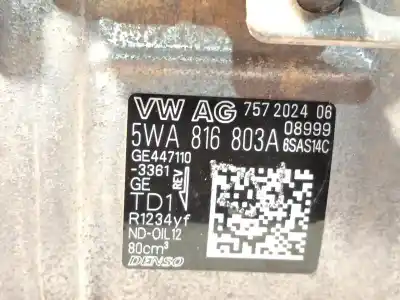 VW AG 757 2024 06
08999
5WA 816 803A 6SAS14C
GE447110
-3361
GE REV
TD1
R1234yf
ND-OIL12
80cm³
DENSO